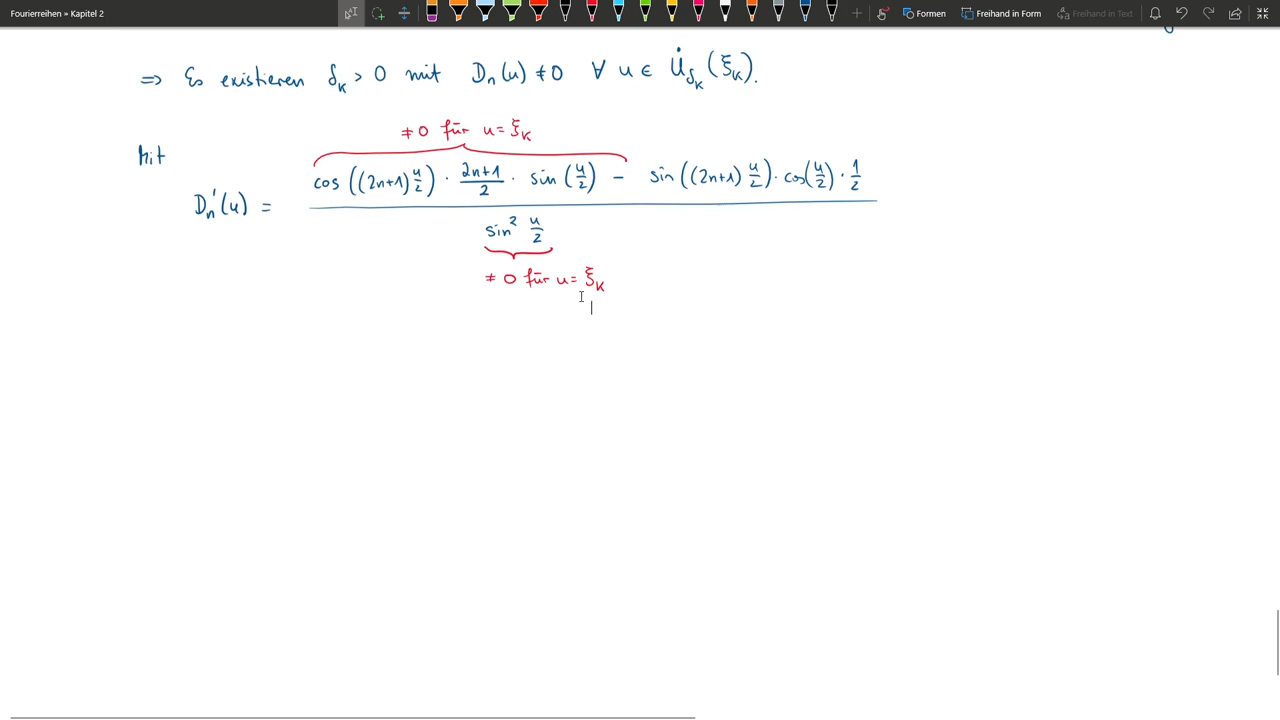 Fourierreihen » Kapitel 2
Formen
Freihand in Form
Freihand in Text
⇒ Es existieren δ_k > 0 mit D_n(u) ≠ 0 ∀ u ∈ U̇_{δ_k}(ξ_k).
≠ 0 für u = ξ_k
Mit
D_n'(u) = (cos((2n+1) u/2) · (2n+1)/2 · sin(u/2) − sin((2n+1) u/2) · cos(u/2) · 1/2) / (sin² u/2)
≠ 0 für u = ξ_k